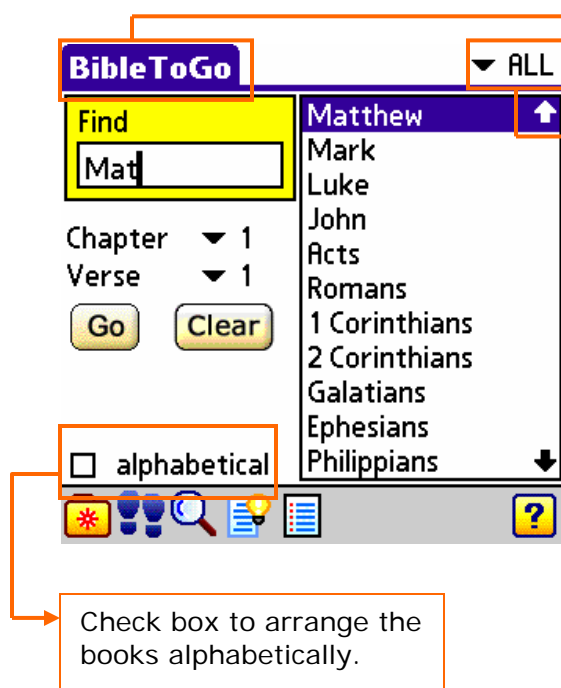 BibleToGo
ALL
Find
Mat
Chapter 1
Verse 1
Go Clear
alphabetical
Matthew
Mark
Luke
John
Acts
Romans
1 Corinthians
2 Corinthians
Galatians
Ephesians
Philippians
?
Check box to arrange the
books alphabetically.